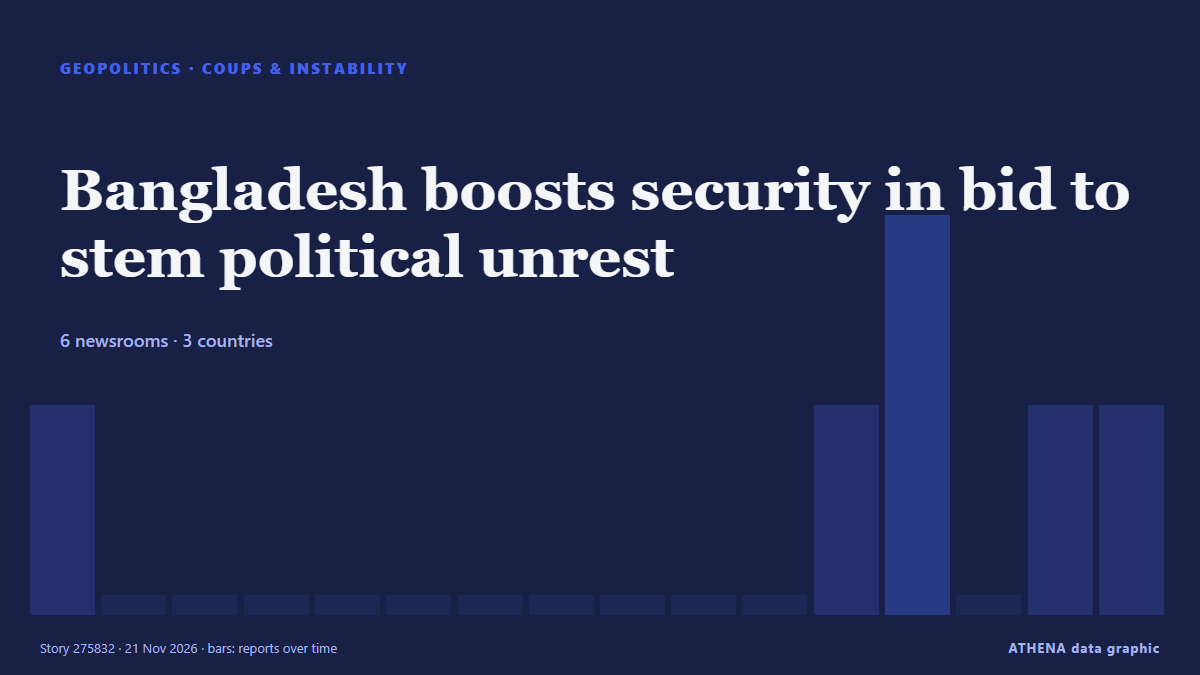 GEOPOLITICS · COUPS & INSTABILITY
Bangladesh boosts security in bid to
stem political unrest
6 newsrooms · 3 countries
Story 275832 · 21 Nov 2026 · bars: reports over time
ATHENA data graphic